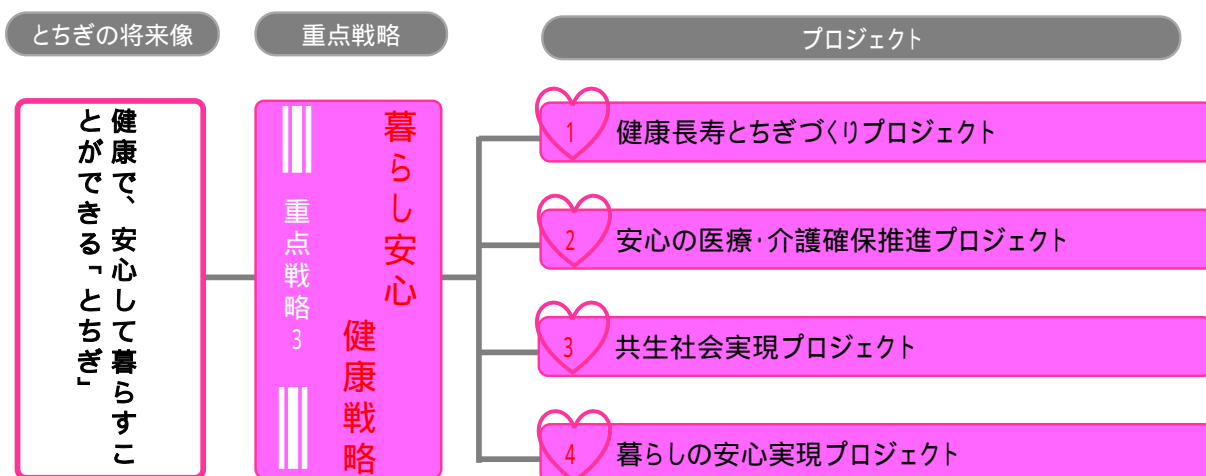 とちぎの将来像
重点戦略
プロジェクト
健康で、安心して暮らすこ
とができる「とちぎ」
重点戦略3
暮らし安心
健康戦略
1 健康長寿とちぎづくりプロジェクト
2 安心の医療・介護確保推進プロジェクト
3 共生社会実現プロジェクト
4 暮らしの安心実現プロジェクト